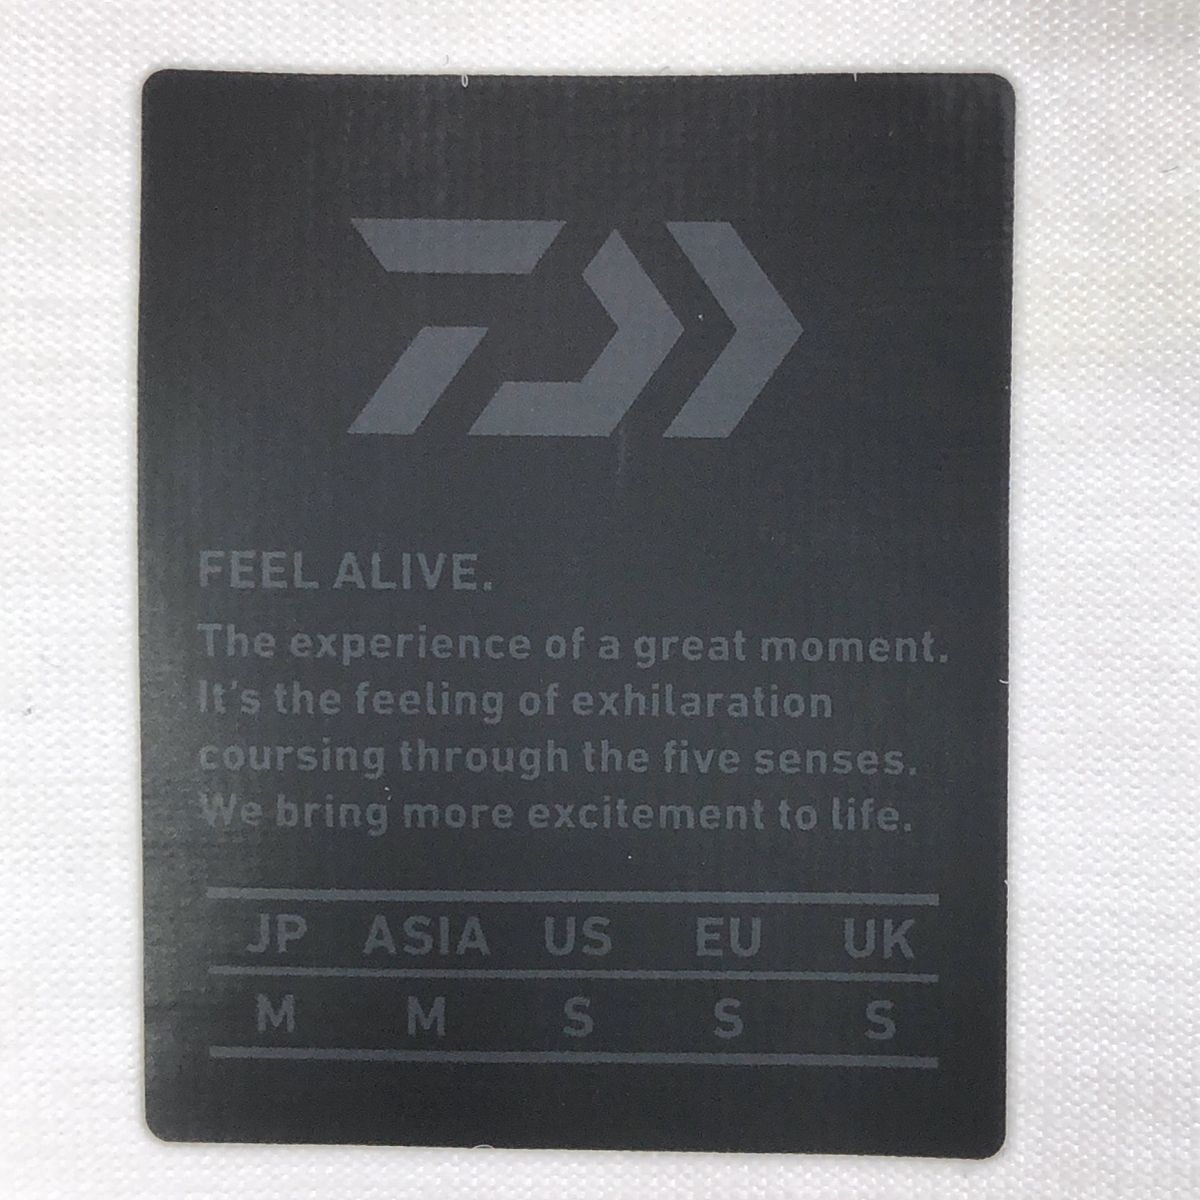 FEEL ALIVE.
The experience of a great moment.
It's the feeling of exhilaration
coursing through the five senses.
We bring more excitement to life.
JP ASIA US EU UK
M M S S S